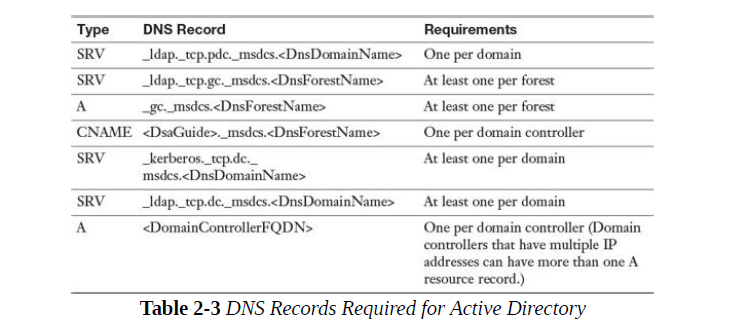 Type DNS Record Requirements
SRV _ldap._tcp.pdc._msdcs.<DnsDomainName> One per domain
SRV _ldap._tcp.gc._msdcs.<DnsForestName> At least one per forest
A _gc._msdcs.<DnsForestName> At least one per forest
CNAME <DsaGuide>._msdcs.<DnsForestName> One per domain controller
SRV _kerberos._tcp.dc._ At least one per domain
msdcs.<DnsDomainName>
SRV _ldap._tcp.dc._msdcs.<DnsDomainName> At least one per domain
A <DomainControllerFQDN> One per domain controller (Domain
controllers that have multiple IP
addresses can have more than one A
resource record.)
Table 2-3 DNS Records Required for Active Directory